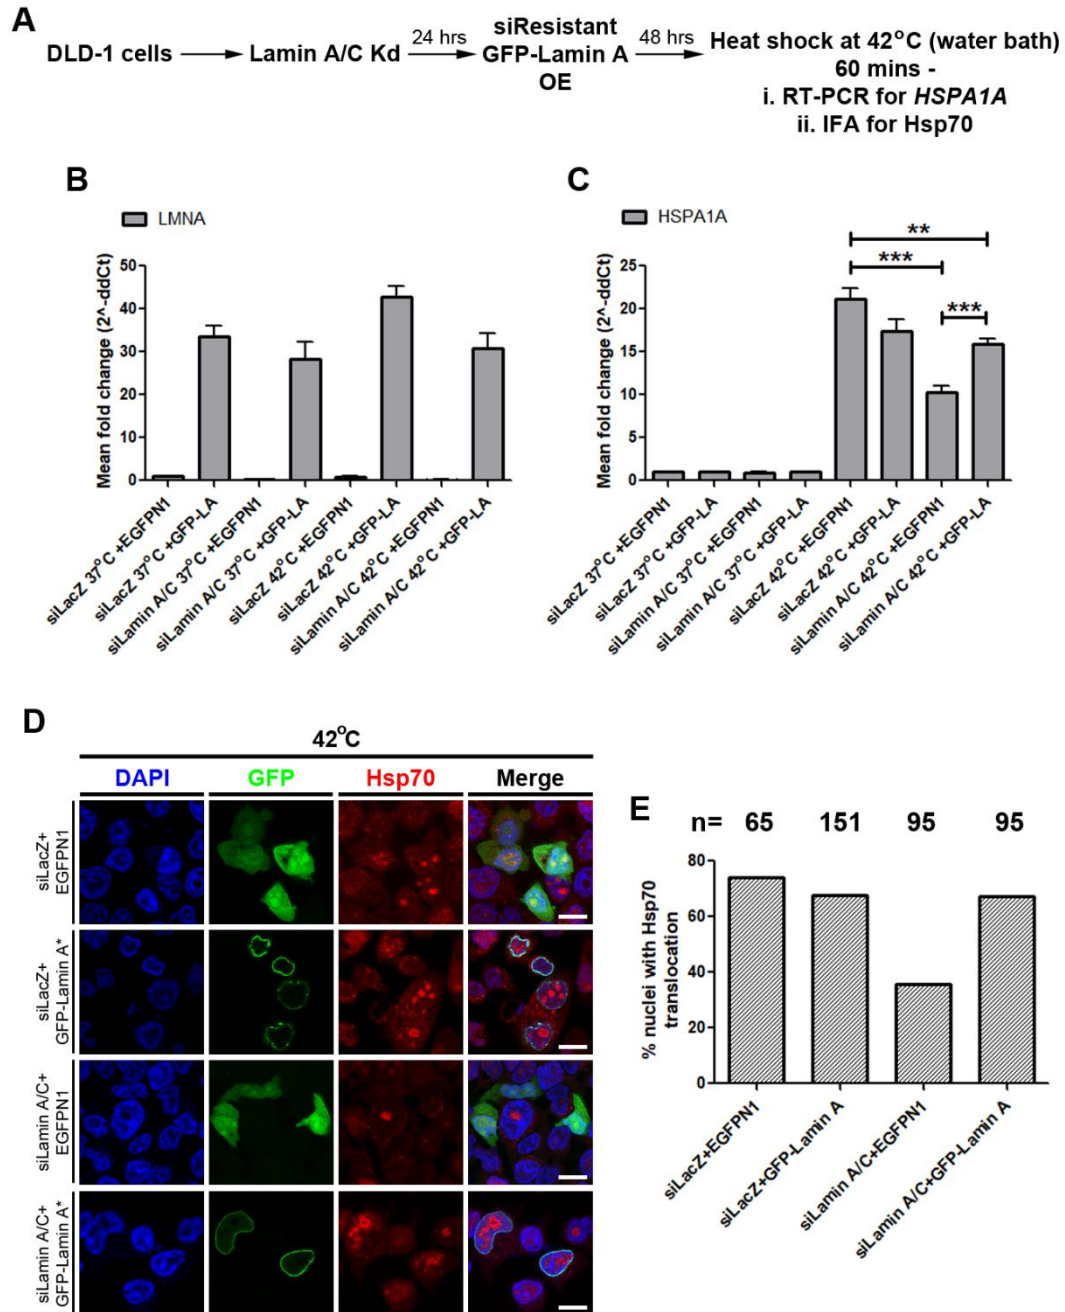 A
DLD-1 cells
Lamin A/C Kd
24 hrs
siResistant
GFP-Lamin A
OE
48 hrs
Heat shock at 42°C (water bath)
60 mins -
i. RT-PCR for HSPA1A
ii. IFA for Hsp70
B
LMNA
Mean fold change (2^-ddCt)
50
40
30
20
10
0
siLacZ 37°C +EGFPN1
siLacZ 37°C +GFP-LA
siLamin A/C 37°C +EGFPN1
siLamin A/C 37°C +GFP-LA
siLacZ 42°C +EGFPN1
siLacZ 42°C +GFP-LA
siLamin A/C 42°C +EGFPN1
siLamin A/C 42°C +GFP-LA
C
HSPA1A
Mean fold change (2^-ddCt)
25
20
15
10
5
0
**
***
***
siLacZ 37°C +EGFPN1
siLacZ 37°C +GFP-LA
siLamin A/C 37°C +EGFPN1
siLamin A/C 37°C +GFP-LA
siLacZ 42°C +EGFPN1
siLacZ 42°C +GFP-LA
siLamin A/C 42°C +EGFPN1
siLamin A/C 42°C +GFP-LA
D
42°C
DAPI GFP Hsp70 Merge
siLacZ+
EGFPN1
siLacZ+
GFP-Lamin A*
siLamin A/C+
EGFPN1
siLamin A/C+
GFP-Lamin A*
E
n= 65 151 95 95
% nuclei with Hsp70
translocation
80
60
40
20
0
siLacZ+EGFPN1
siLacZ+GFP-Lamin A
siLamin A/C+EGFPN1
siLamin A/C+GFP-Lamin A